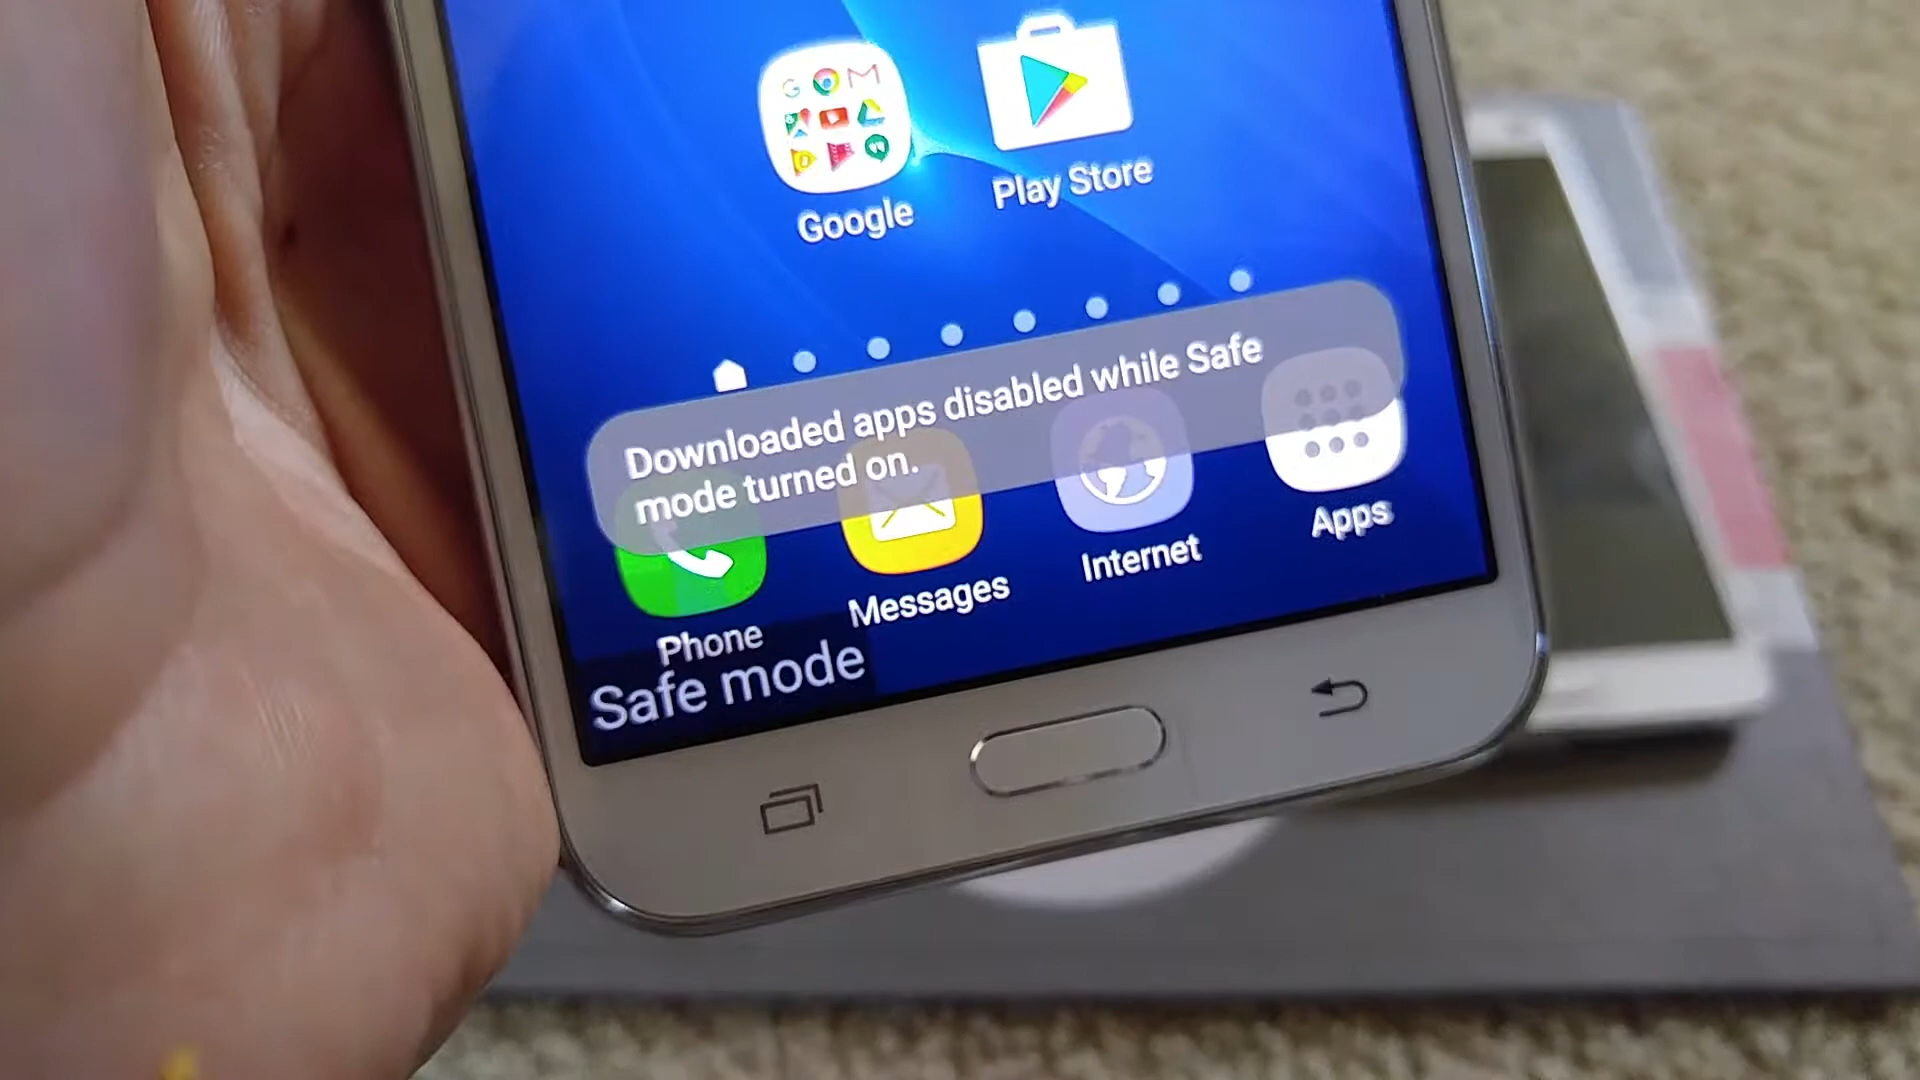 Google
Play Store
Downloaded apps disabled while Safe
mode turned on.
Phone
Messages
Internet
Apps
Safe mode